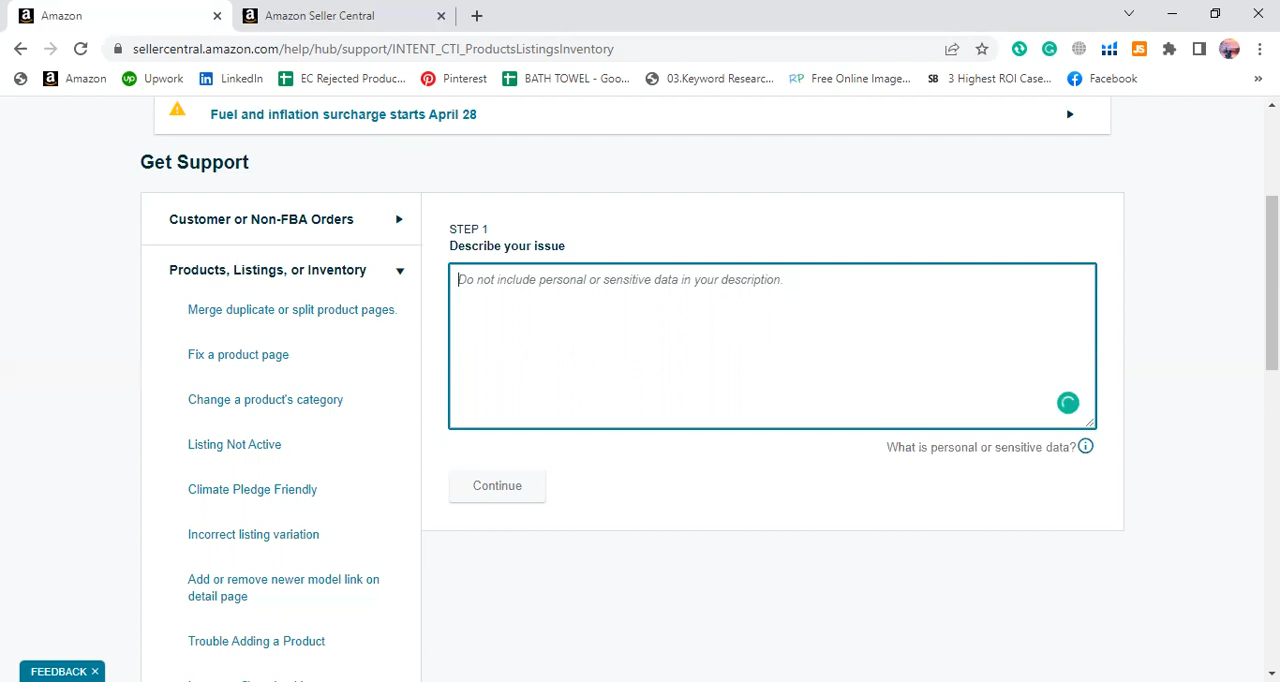 Amazon
Amazon Seller Central
sellercentral.amazon.com/help/hub/support/INTENT_CTI_ProductsListingsInventory
Amazon
Upwork
LinkedIn
EC Rejected Produc...
Pinterest
BATH TOWEL - Goo...
03.Keyword Researc...
RP
Free Online Image...
SB
3 Highest ROI Case...
Facebook
»
Fuel and inflation surcharge starts April 28
Get Support
Customer or Non-FBA Orders
Products, Listings, or Inventory
Merge duplicate or split product pages.
Fix a product page
Change a product's category
Listing Not Active
Climate Pledge Friendly
Incorrect listing variation
Add or remove newer model link on
detail page
Trouble Adding a Product
STEP 1
Describe your issue
Do not include personal or sensitive data in your description.
What is personal or sensitive data?
Continue
FEEDBACK ×